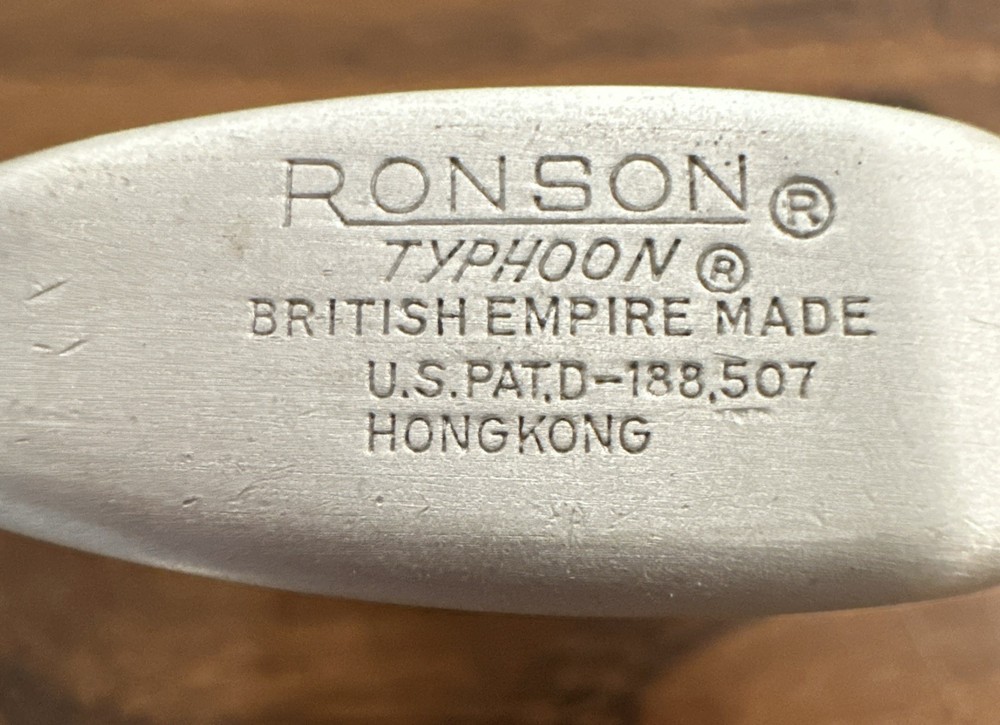 RONSON ®
TYPHOON ®
BRITISH EMPIRE MADE
U.S.PAT.D-188,507
HONGKONG